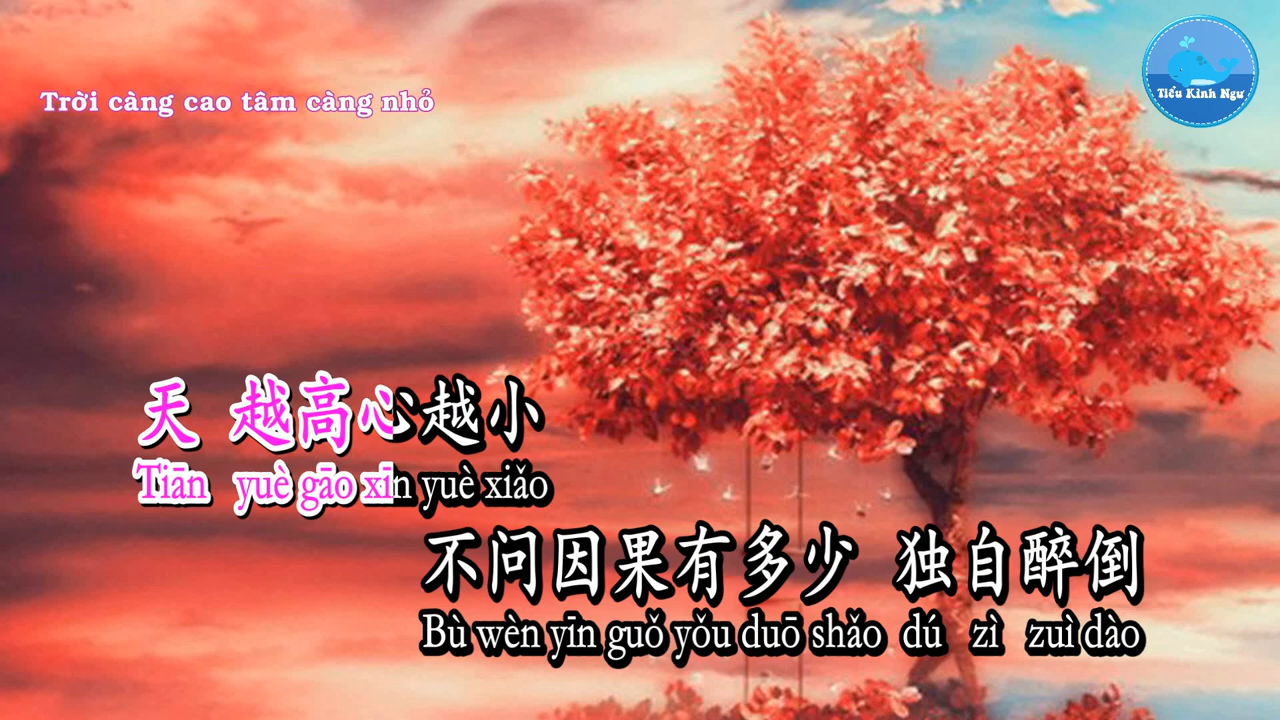 Trời càng cao tâm càng nhỏ
Tiểu Kình Ngư
天 越高心越小
Tiān yuè gāo xīn yuè xiǎo
不问因果有多少 独自醉倒
Bù wèn yīn guǒ yǒu duō shǎo dú zì zuì dào